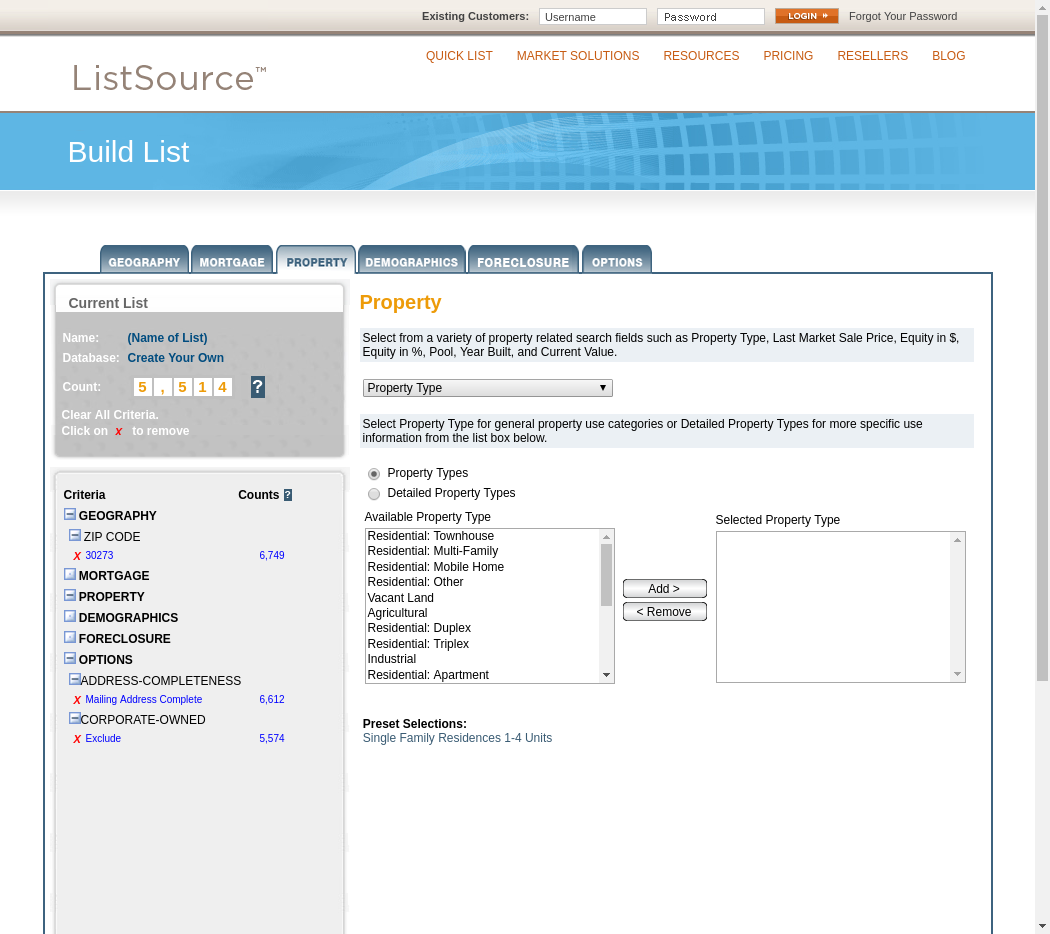 Existing Customers: Username Password LOGIN Forgot Your Password
ListSource™
QUICK LIST MARKET SOLUTIONS RESOURCES PRICING RESELLERS BLOG
Build List
GEOGRAPHY MORTGAGE PROPERTY DEMOGRAPHICS FORECLOSURE OPTIONS
Current List
Name: (Name of List)
Database: Create Your Own
Count: 5,514 ?
Clear All Criteria.
Click on x to remove
Criteria Counts ?
GEOGRAPHY
ZIP CODE
X 30273 6,749
MORTGAGE
PROPERTY
DEMOGRAPHICS
FORECLOSURE
OPTIONS
ADDRESS-COMPLETENESS
X Mailing Address Complete 6,612
CORPORATE-OWNED
X Exclude 5,574
Property
Select from a variety of property related search fields such as Property Type, Last Market Sale Price, Equity in $,
Equity in %, Pool, Year Built, and Current Value.
Property Type
Select Property Type for general property use categories or Detailed Property Types for more specific use
information from the list box below.
Property Types
Detailed Property Types
Available Property Type
Residential: Townhouse
Residential: Multi-Family
Residential: Mobile Home
Residential: Other
Vacant Land
Agricultural
Residential: Duplex
Residential: Triplex
Industrial
Residential: Apartment
Add >
< Remove
Selected Property Type
Preset Selections:
Single Family Residences 1-4 Units